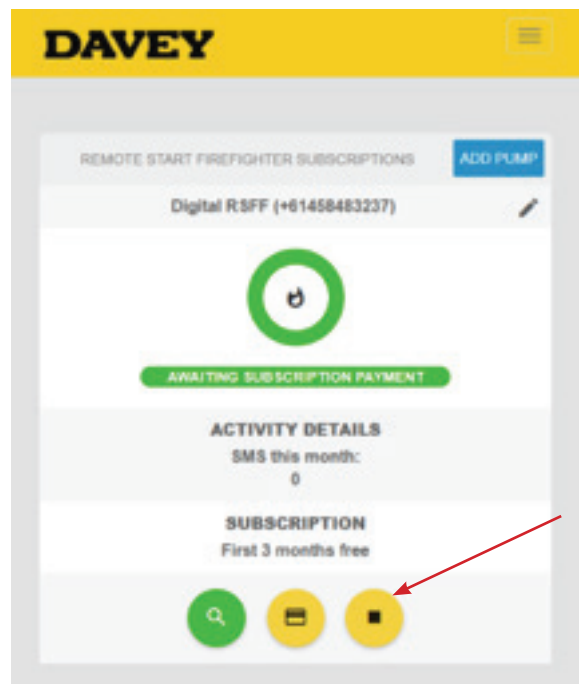 DAVEY
REMOTE START FIREFIGHTER SUBSCRIPTIONS
ADD PUMP
Digital RSFF (+61458483237)
AWAITING SUBSCRIPTION PAYMENT
ACTIVITY DETAILS
SMS this month:
0
SUBSCRIPTION
First 3 months free